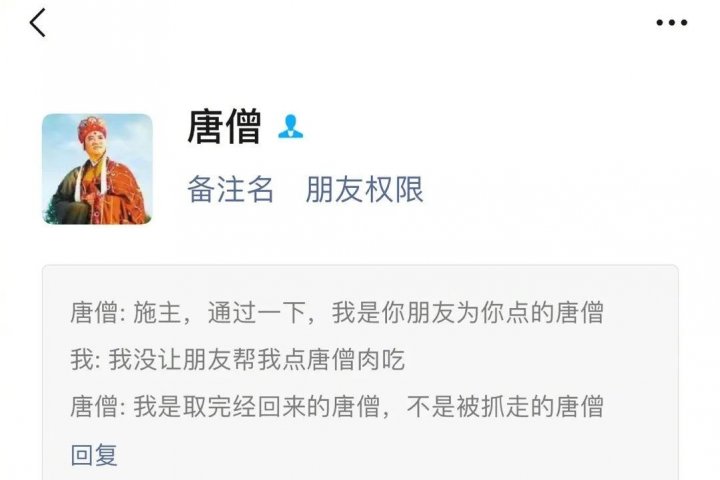 唐僧
备注名 朋友权限
唐僧: 施主，通过一下，我是你朋友为你点的唐僧
我: 我没让朋友帮我点唐僧肉吃
唐僧: 我是取完经回来的唐僧，不是被抓走的唐僧
回复